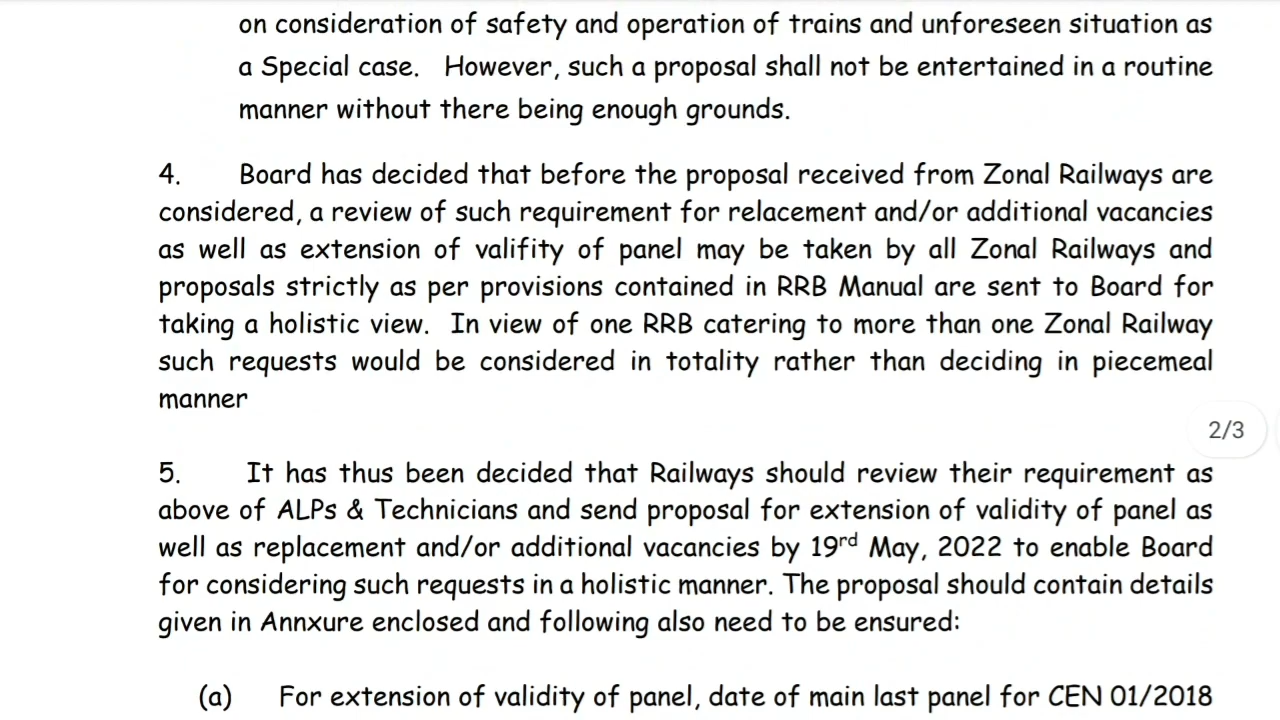 on consideration of safety and operation of trains and unforeseen situation as
a Special case. However, such a proposal shall not be entertained in a routine
manner without there being enough grounds.
4. Board has decided that before the proposal received from Zonal Railways are
considered, a review of such requirement for relacement and/or additional vacancies
as well as extension of valifity of panel may be taken by all Zonal Railways and
proposals strictly as per provisions contained in RRB Manual are sent to Board for
taking a holistic view. In view of one RRB catering to more than one Zonal Railway
such requests would be considered in totality rather than deciding in piecemeal
manner
2/3
5. It has thus been decided that Railways should review their requirement as
above of ALPs & Technicians and send proposal for extension of validity of panel as
well as replacement and/or additional vacancies by 19rd May, 2022 to enable Board
for considering such requests in a holistic manner. The proposal should contain details
given in Annxure enclosed and following also need to be ensured:
(a) For extension of validity of panel, date of main last panel for CEN 01/2018